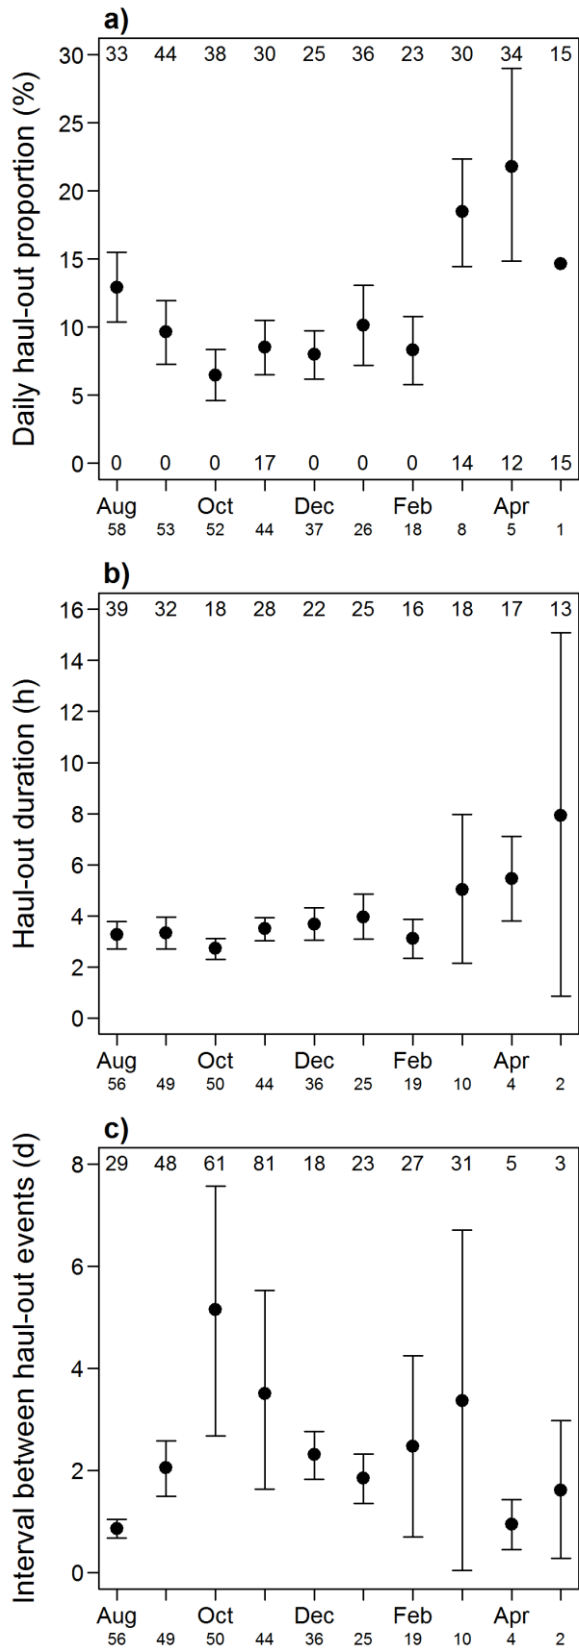 a)
Daily haul-out proportion (%)
33 44 38 30 25 36 23 30 34 15
30
25
20
15
10
5
0
0 0 0 17 0 0 0 14 12 15
Aug Oct Dec Feb Apr
58 53 52 44 37 26 18 8 5 1
b)
Haul-out duration (h)
39 32 18 28 22 25 16 18 17 13
16
14
12
10
8
6
4
2
0
Aug Oct Dec Feb Apr
56 49 50 44 36 25 19 10 4 2
c)
Interval between haul-out events (d)
29 48 61 81 18 23 27 31 5 3
8
6
4
2
0
Aug Oct Dec Feb Apr
56 49 50 44 36 25 19 10 4 2